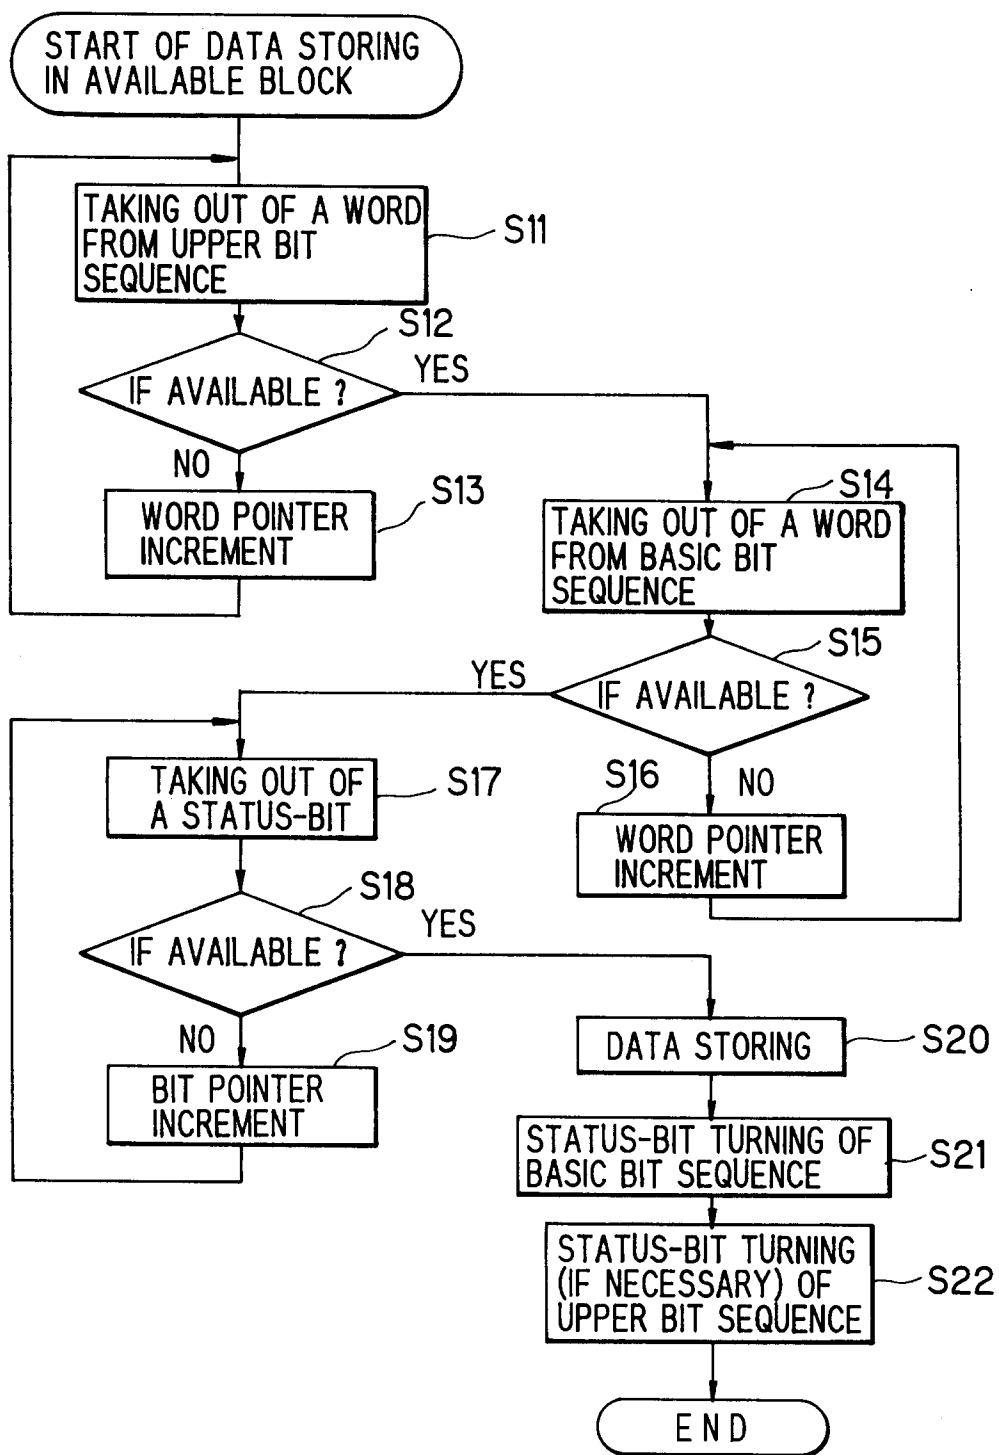 START OF DATA STORING
IN AVAILABLE BLOCK
TAKING OUT OF A WORD
FROM UPPER BIT
SEQUENCE
S11
S12
IF AVAILABLE ?
YES
NO
S13
WORD POINTER
INCREMENT
S14
TAKING OUT OF A WORD
FROM BASIC BIT
SEQUENCE
S15
YES
IF AVAILABLE ?
S16
NO
WORD POINTER
INCREMENT
TAKING OUT OF
A STATUS-BIT
S17
S18
IF AVAILABLE ?
YES
NO
S19
BIT POINTER
INCREMENT
DATA STORING
S20
STATUS-BIT TURNING OF
BASIC BIT SEQUENCE
S21
STATUS-BIT TURNING
(IF NECESSARY) OF
UPPER BIT SEQUENCE
S22
END